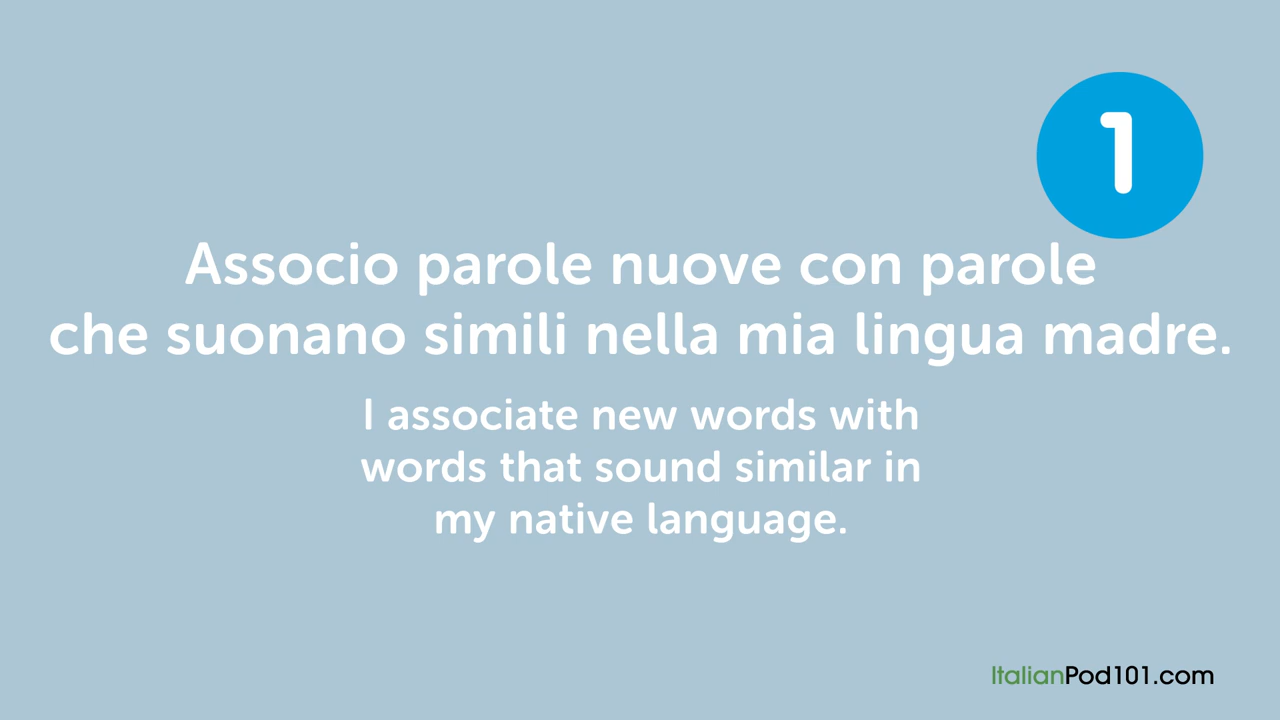 1
Associo parole nuove con parole
che suonano simili nella mia lingua madre.
I associate new words with
words that sound similar in
my native language.
ItalianPod101.com